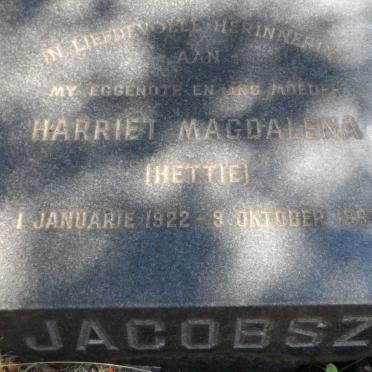 IN LIEFDEVOLLE HERINNERING
AAN
MY EGGENOTE EN ONS MOEDER
HARRIET MAGDALENA
(HETTIE)
1 JANUARIE 1922 - 9 OKTOBER
JACOBSZ